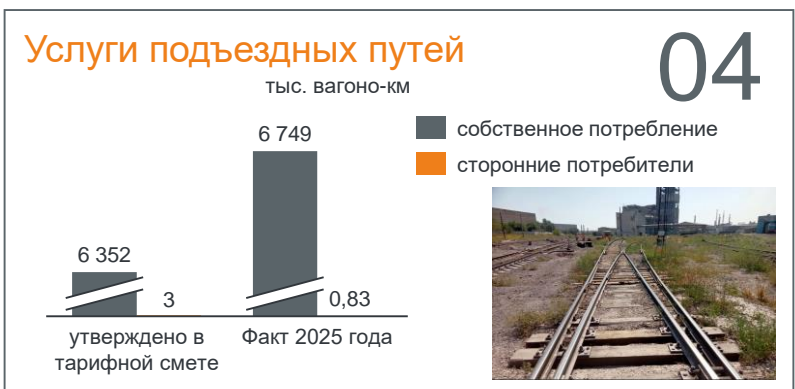 Услуги подъездных путей
04
тыс. вагоно-км
собственное потребление
сторонние потребители
6 749
6 352
3
0,83
утверждено в
тарифной смете
Факт 2025 года